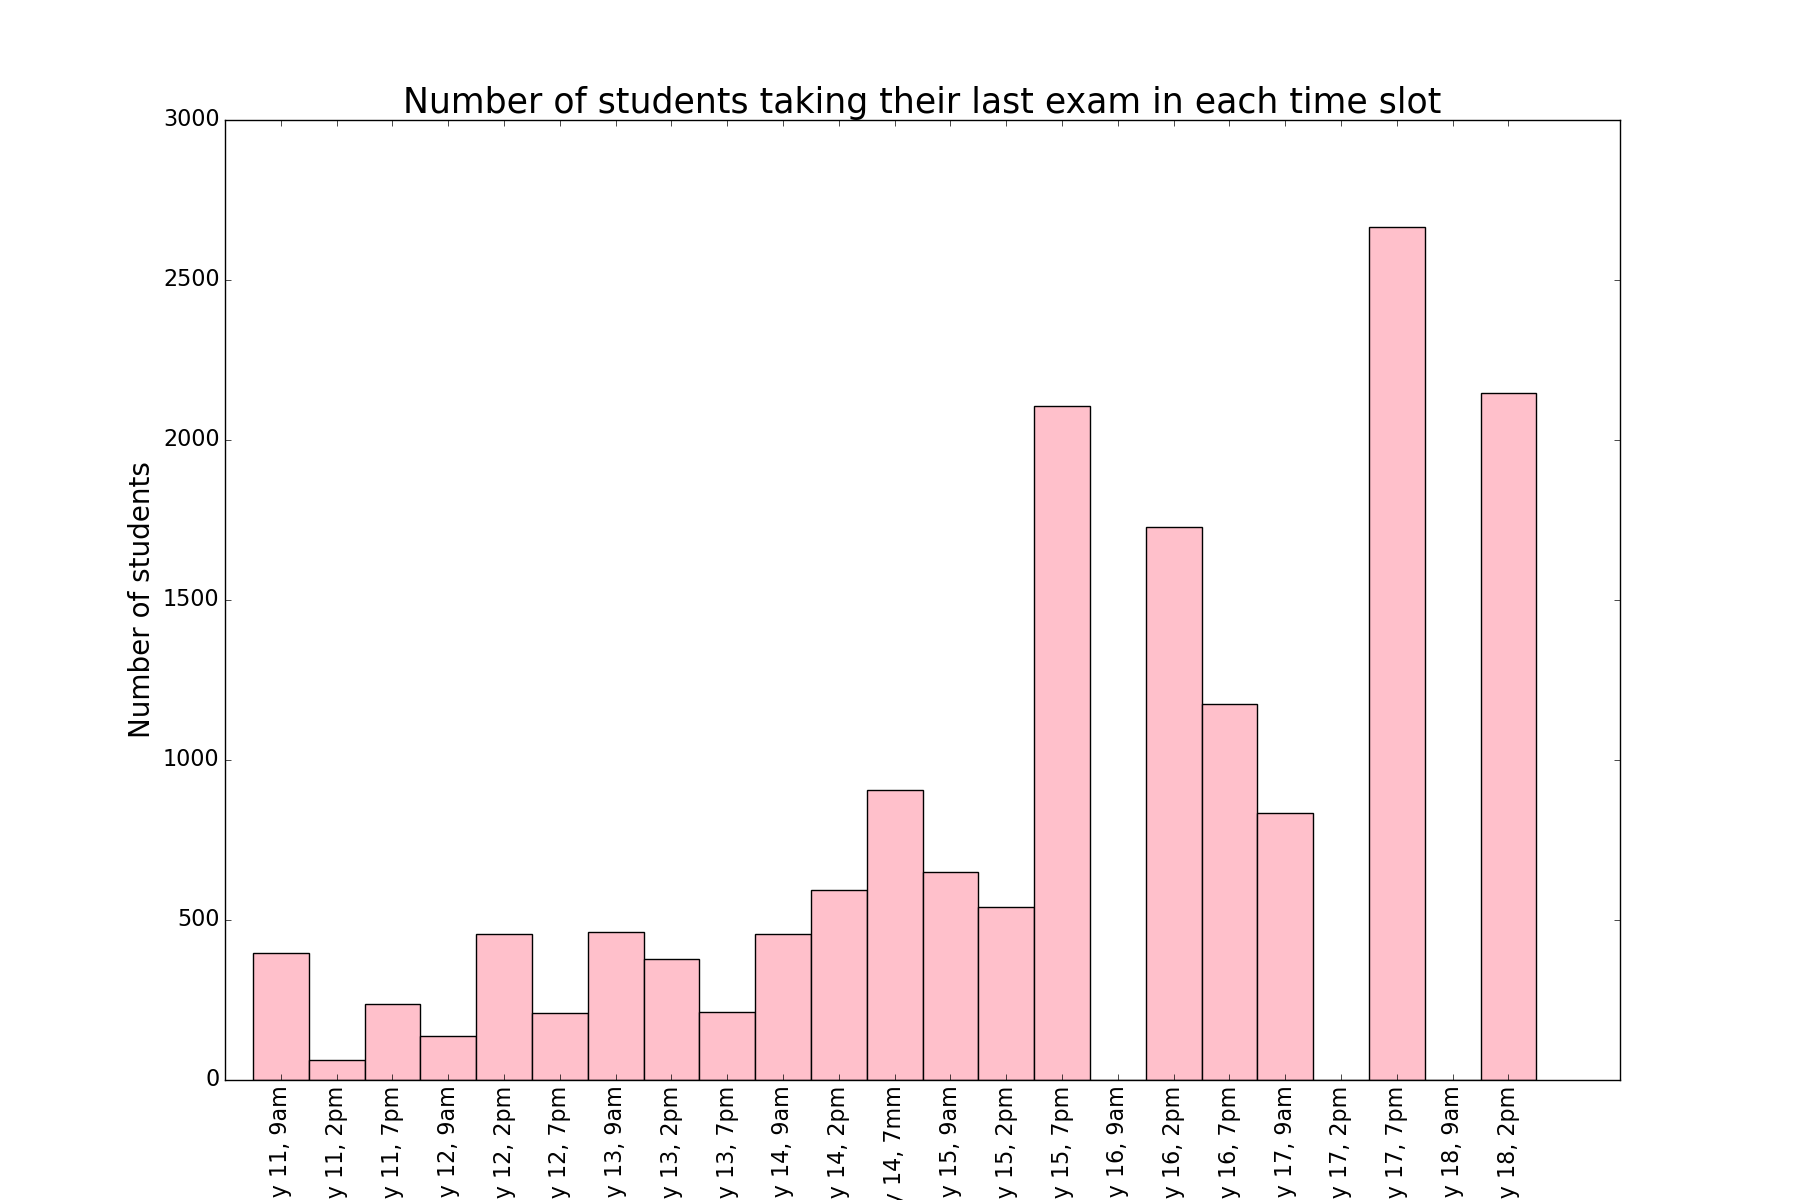 Number of students taking their last exam in each time slot
3000
2500
2000
1500
1000
500
0
Number of students
y 11, 9am
y 11, 2pm
y 11, 7pm
y 12, 9am
y 12, 2pm
y 12, 7pm
y 13, 9am
y 13, 2pm
y 13, 7pm
y 14, 9am
y 14, 2pm
y 14, 7mm
y 15, 9am
y 15, 2pm
y 15, 7pm
y 16, 9am
y 16, 2pm
y 16, 7pm
y 17, 9am
y 17, 2pm
y 17, 7pm
y 18, 9am
y 18, 2pm